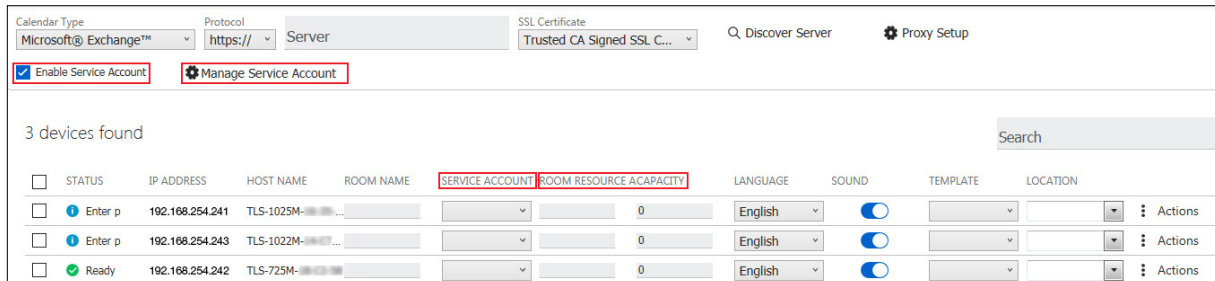 Calendar Type Protocol SSL Certificate
Microsoft® Exchange™ https:// Server Trusted CA Signed SSL C... Discover Server Proxy Setup
Enable Service Account Manage Service Account
3 devices found
Search
STATUS IP ADDRESS HOST NAME ROOM NAME SERVICE ACCOUNT ROOM RESOURCE ACAPACITY LANGUAGE SOUND TEMPLATE LOCATION
Enter p 192.168.254.241 TLS-1025M- ... 0 English Actions
Enter p 192.168.254.243 TLS-1022M- ... 0 English Actions
Ready 192.168.254.242 TLS-725M- 0 English Actions